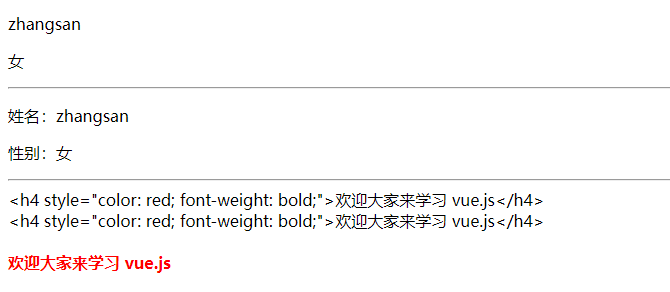 zhangsan
女
姓名：zhangsan
性别：女
<h4 style="color: red; font-weight: bold;">欢迎大家来学习 vue.js</h4>
<h4 style="color: red; font-weight: bold;">欢迎大家来学习 vue.js</h4>
欢迎大家来学习 vue.js